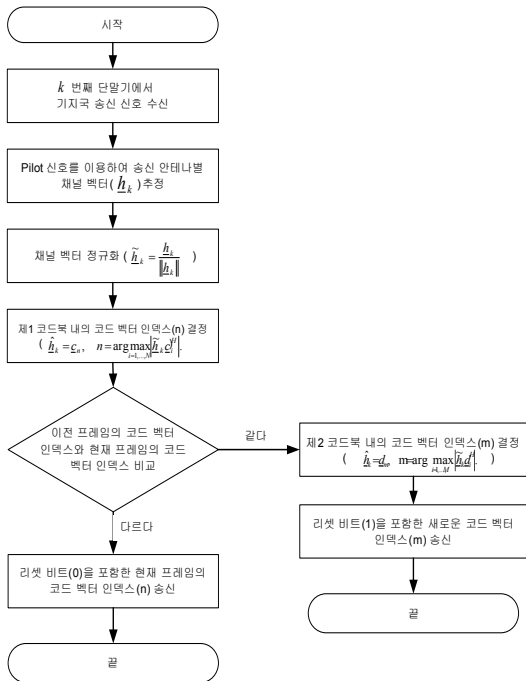 시작
k 번째 단말기에서
기지국 송신 신호 수신
Pilot 신호를 이용하여 송신 안테나별
채널 벡터( h_k )추정
채널 벡터 정규화 ( h̃_k = h_k / ‖h_k‖ )
제1 코드북 내의 코드 벡터 인덱스(n) 결정
( ĥ_k = c_n, n = arg max_{i=1,...,N} |h̃_k c_i^H|. )
이전 프레임의 코드 벡터
인덱스와 현재 프레임의 코드
벡터 인덱스 비교
같다
다르다
제2 코드북 내의 코드 벡터 인덱스(m) 결정
( ĥ_k = d_m, m=arg max_{i=1,...,M} |h̃_k d_i^H|. )
리셋 비트(1)을 포함한 새로운 코드 벡터
인덱스(m) 송신
끝
리셋 비트(0)을 포함한 현재 프레임의
코드 벡터 인덱스(n) 송신
끝